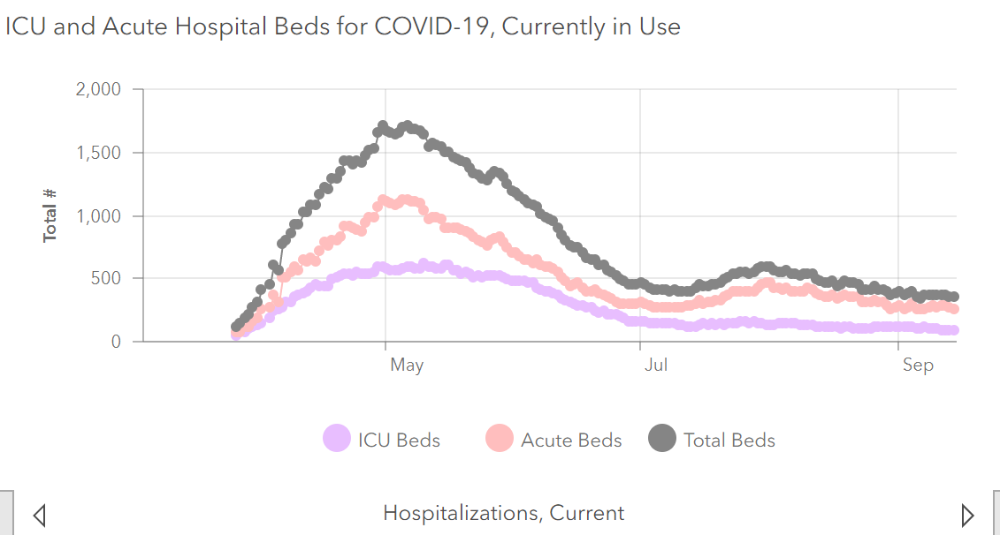 ICU and Acute Hospital Beds for COVID-19, Currently in Use
2,000
1,500
1,000
500
0
Total #
May
Jul
Sep
ICU Beds
Acute Beds
Total Beds
Hospitalizations, Current